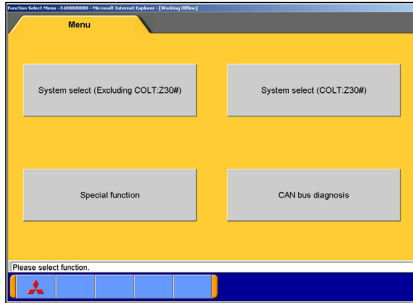 Function Select Menu - E400000000 - Microsoft Internet Explorer - [Working Offline]
Menu
System select (Excluding COLT:Z30#)
System select (COLT:Z30#)
Special function
CAN bus diagnosis
Please select function.